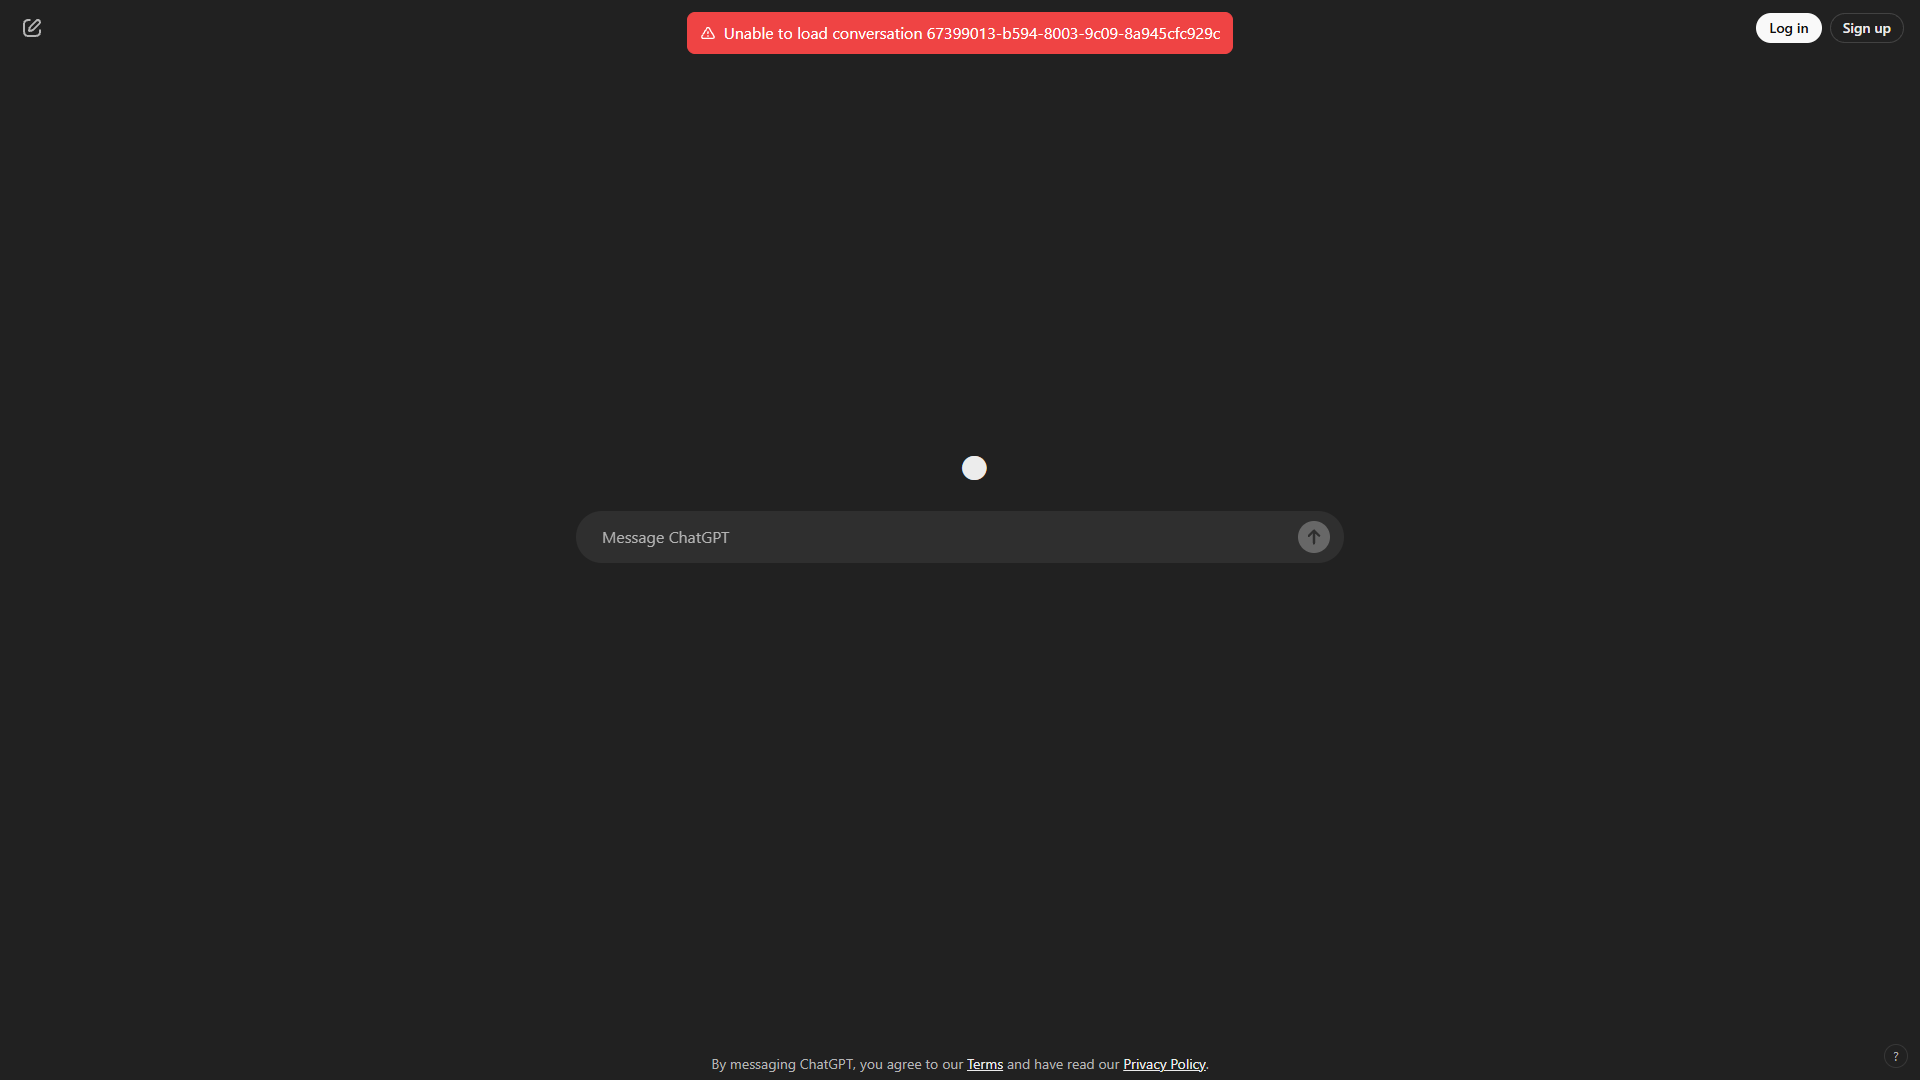 Unable to load conversation 67399013-b594-8003-9c09-8a945cfc929c
Log in
Sign up
Message ChatGPT
By messaging ChatGPT, you agree to our Terms and have read our Privacy Policy.
?